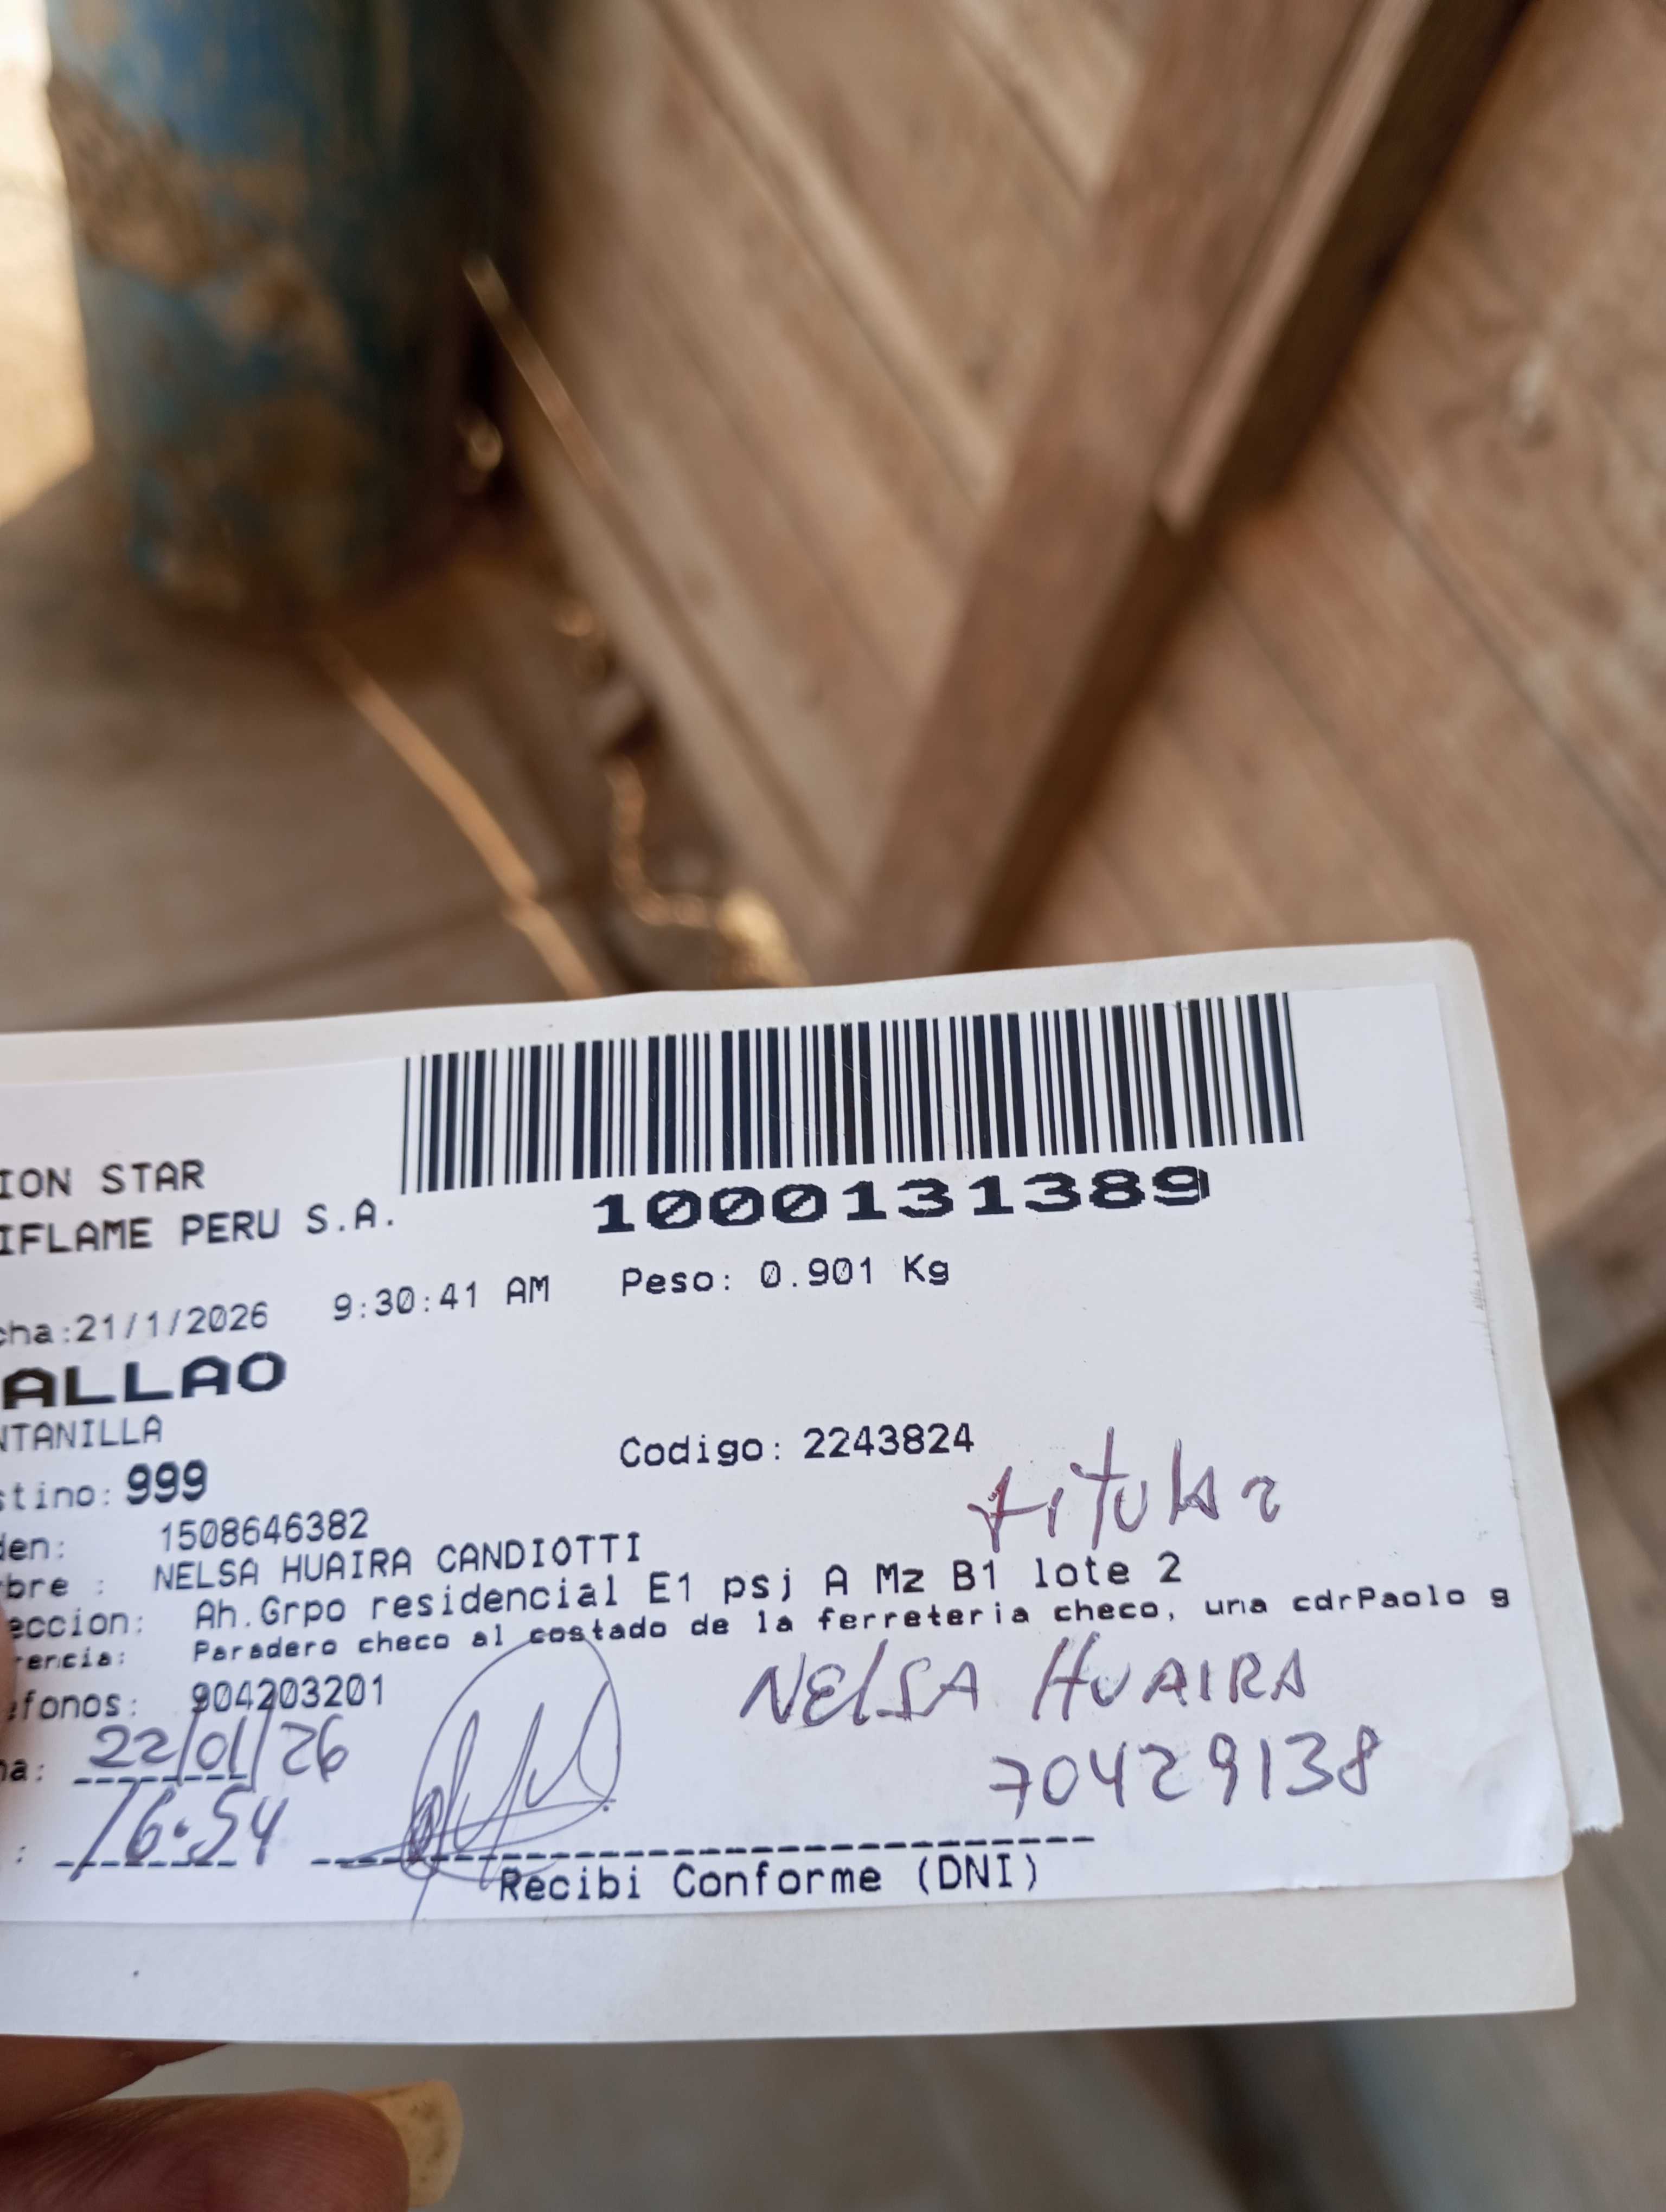 ION STAR
IFLAME PERU S.A.
1000131389
cha:21/1/2026 9:30:41 AM Peso: 0.901 Kg
ALLAO
NTANILLA
Codigo: 2243824
stino: 999
titular
den: 1508646382
bre : NELSA HUAIRA CANDIOTTI
eccion: Ah.Grpo residencial E1 psj A Mz B1 lote 2
rencia: Paradero checo al costado de la ferreteria checo, una cdrPaolo g
efonos: 904203201
NElSA HUAIRA
na: 22/01/26
70429138
: 16:54
Recibi Conforme (DNI)